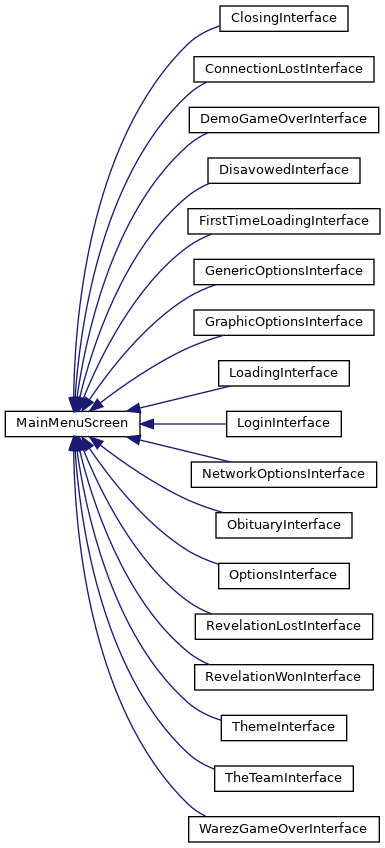 ClosingInterface
ConnectionLostInterface
DemoGameOverInterface
DisavowedInterface
FirstTimeLoadingInterface
GenericOptionsInterface
GraphicOptionsInterface
LoadingInterface
MainMenuScreen
LoginInterface
NetworkOptionsInterface
ObituaryInterface
OptionsInterface
RevelationLostInterface
RevelationWonInterface
ThemeInterface
TheTeamInterface
WarezGameOverInterface